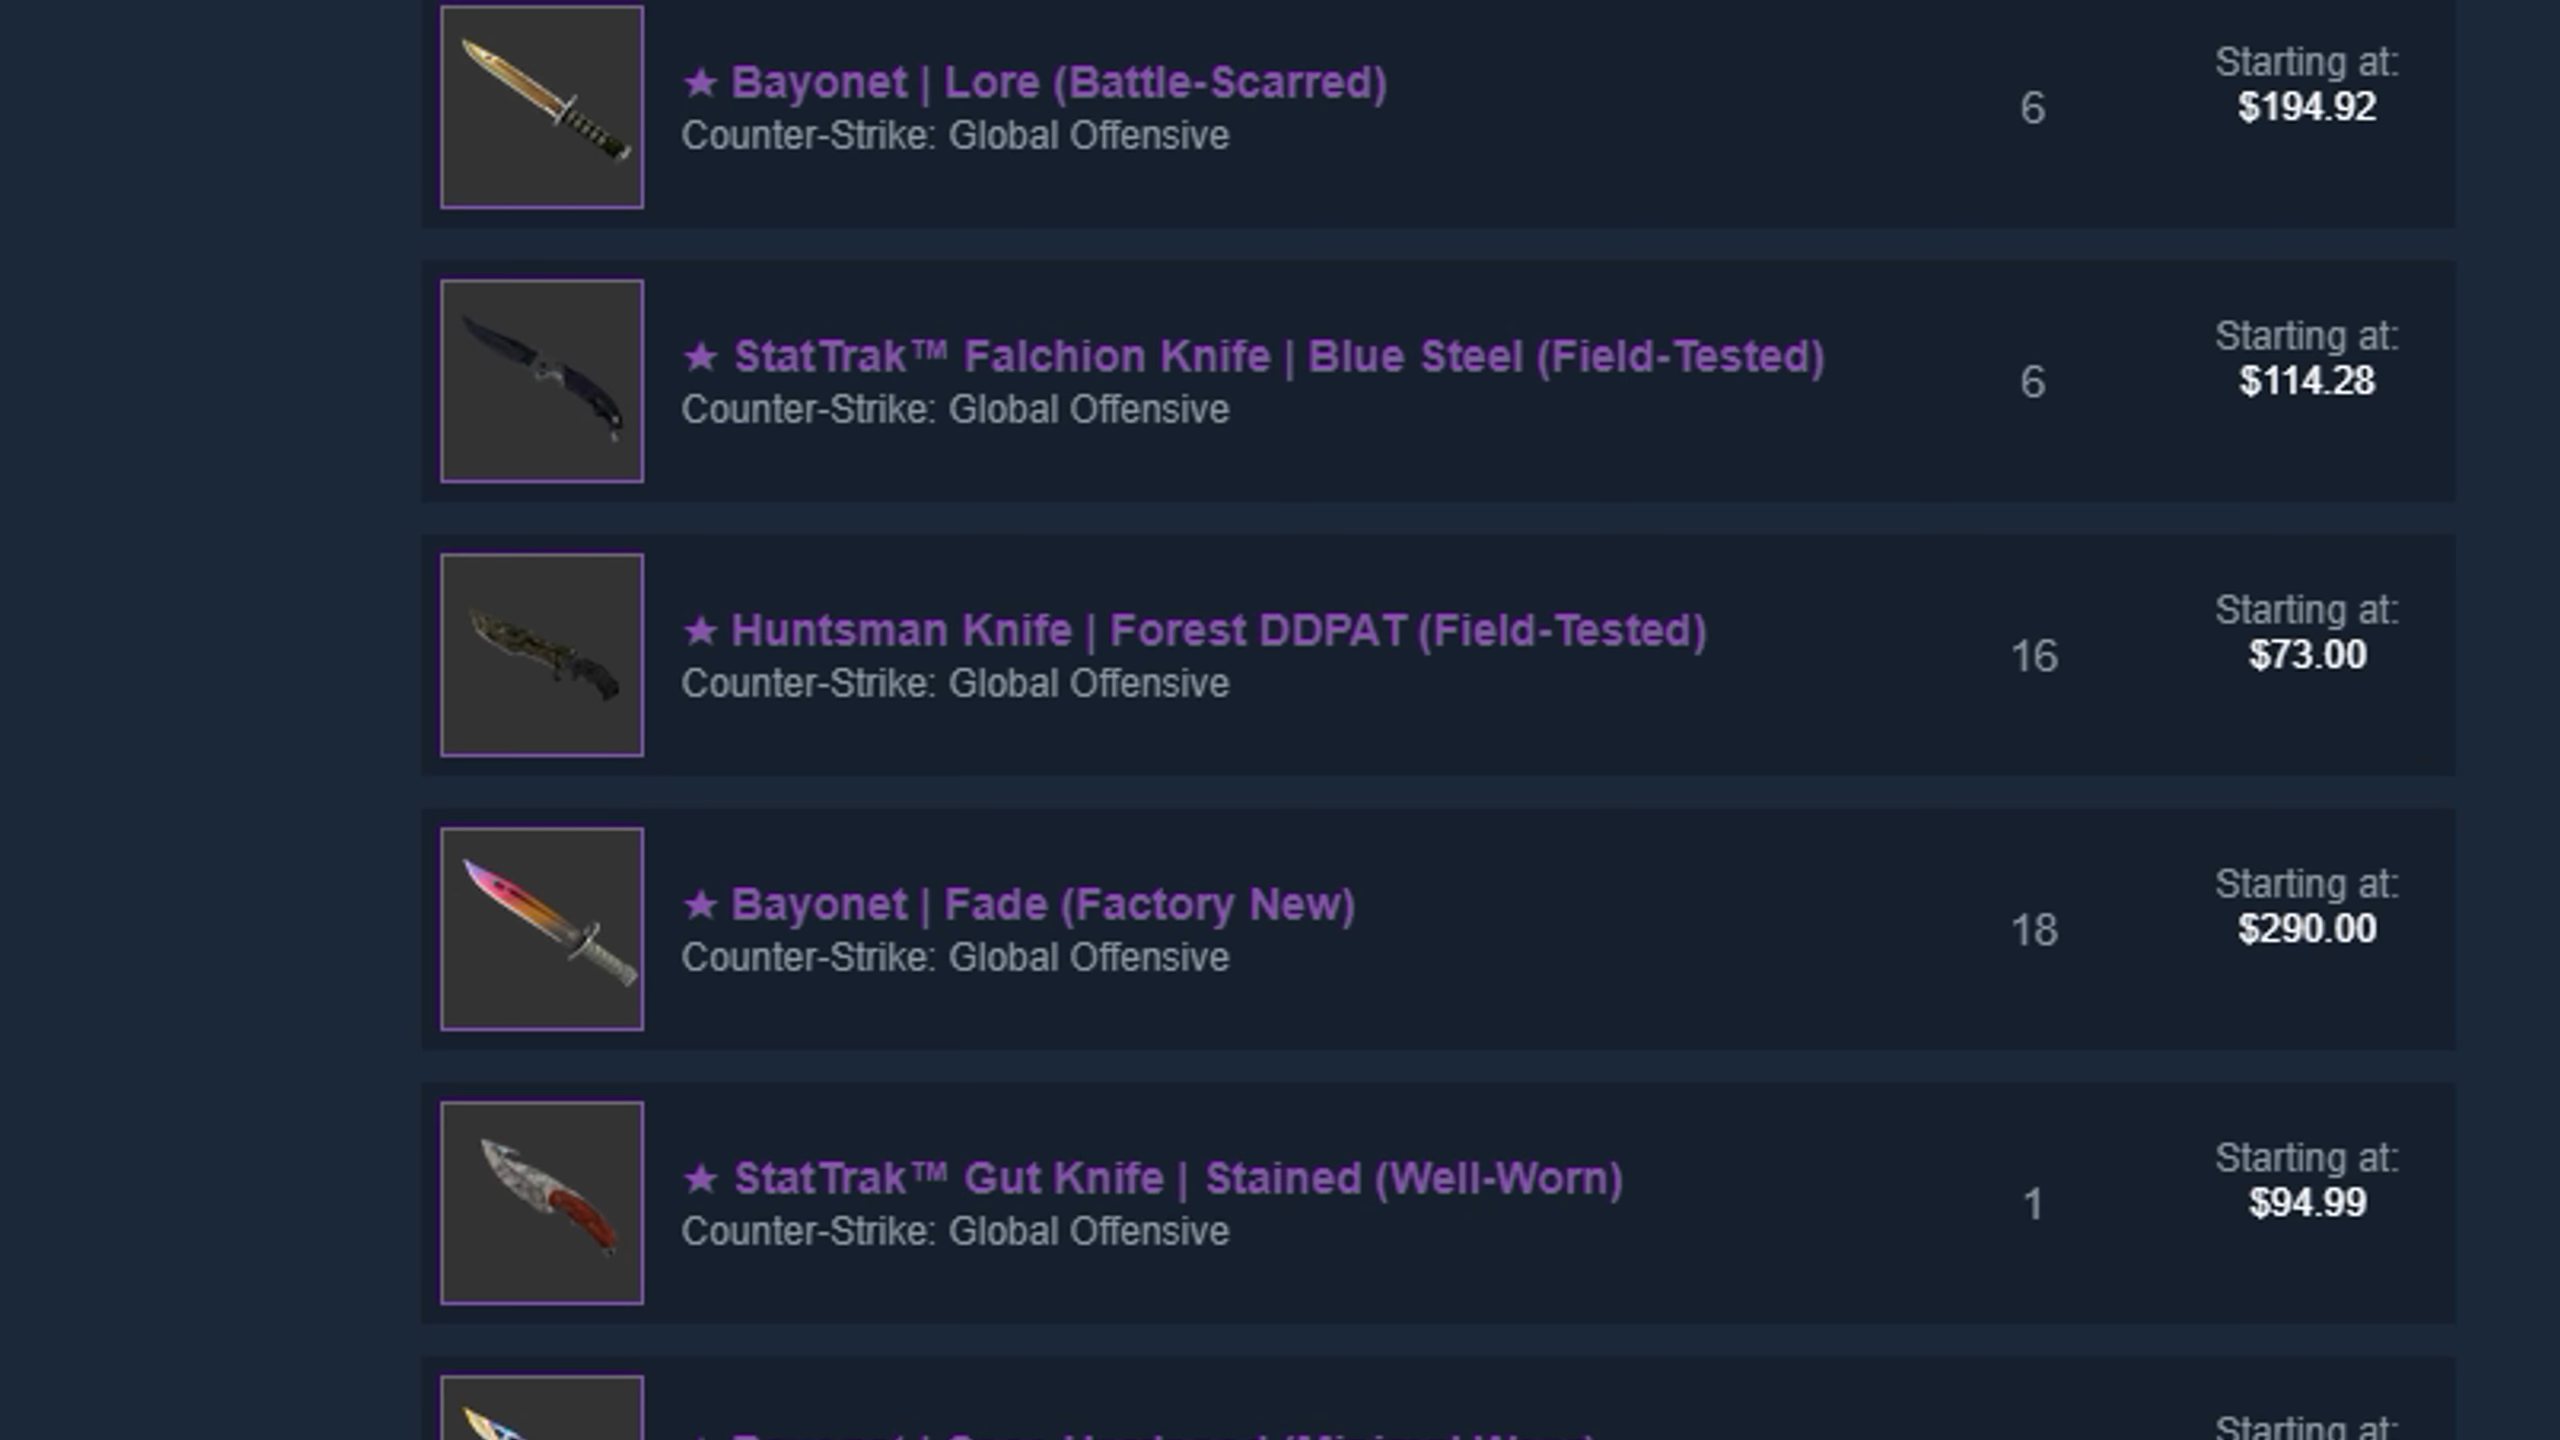 ★ Bayonet | Lore (Battle-Scarred)
Counter-Strike: Global Offensive
6
Starting at:
$194.92
★ StatTrak™ Falchion Knife | Blue Steel (Field-Tested)
Counter-Strike: Global Offensive
6
Starting at:
$114.28
★ Huntsman Knife | Forest DDPAT (Field-Tested)
Counter-Strike: Global Offensive
16
Starting at:
$73.00
★ Bayonet | Fade (Factory New)
Counter-Strike: Global Offensive
18
Starting at:
$290.00
★ StatTrak™ Gut Knife | Stained (Well-Worn)
Counter-Strike: Global Offensive
1
Starting at:
$94.99
Starting at: